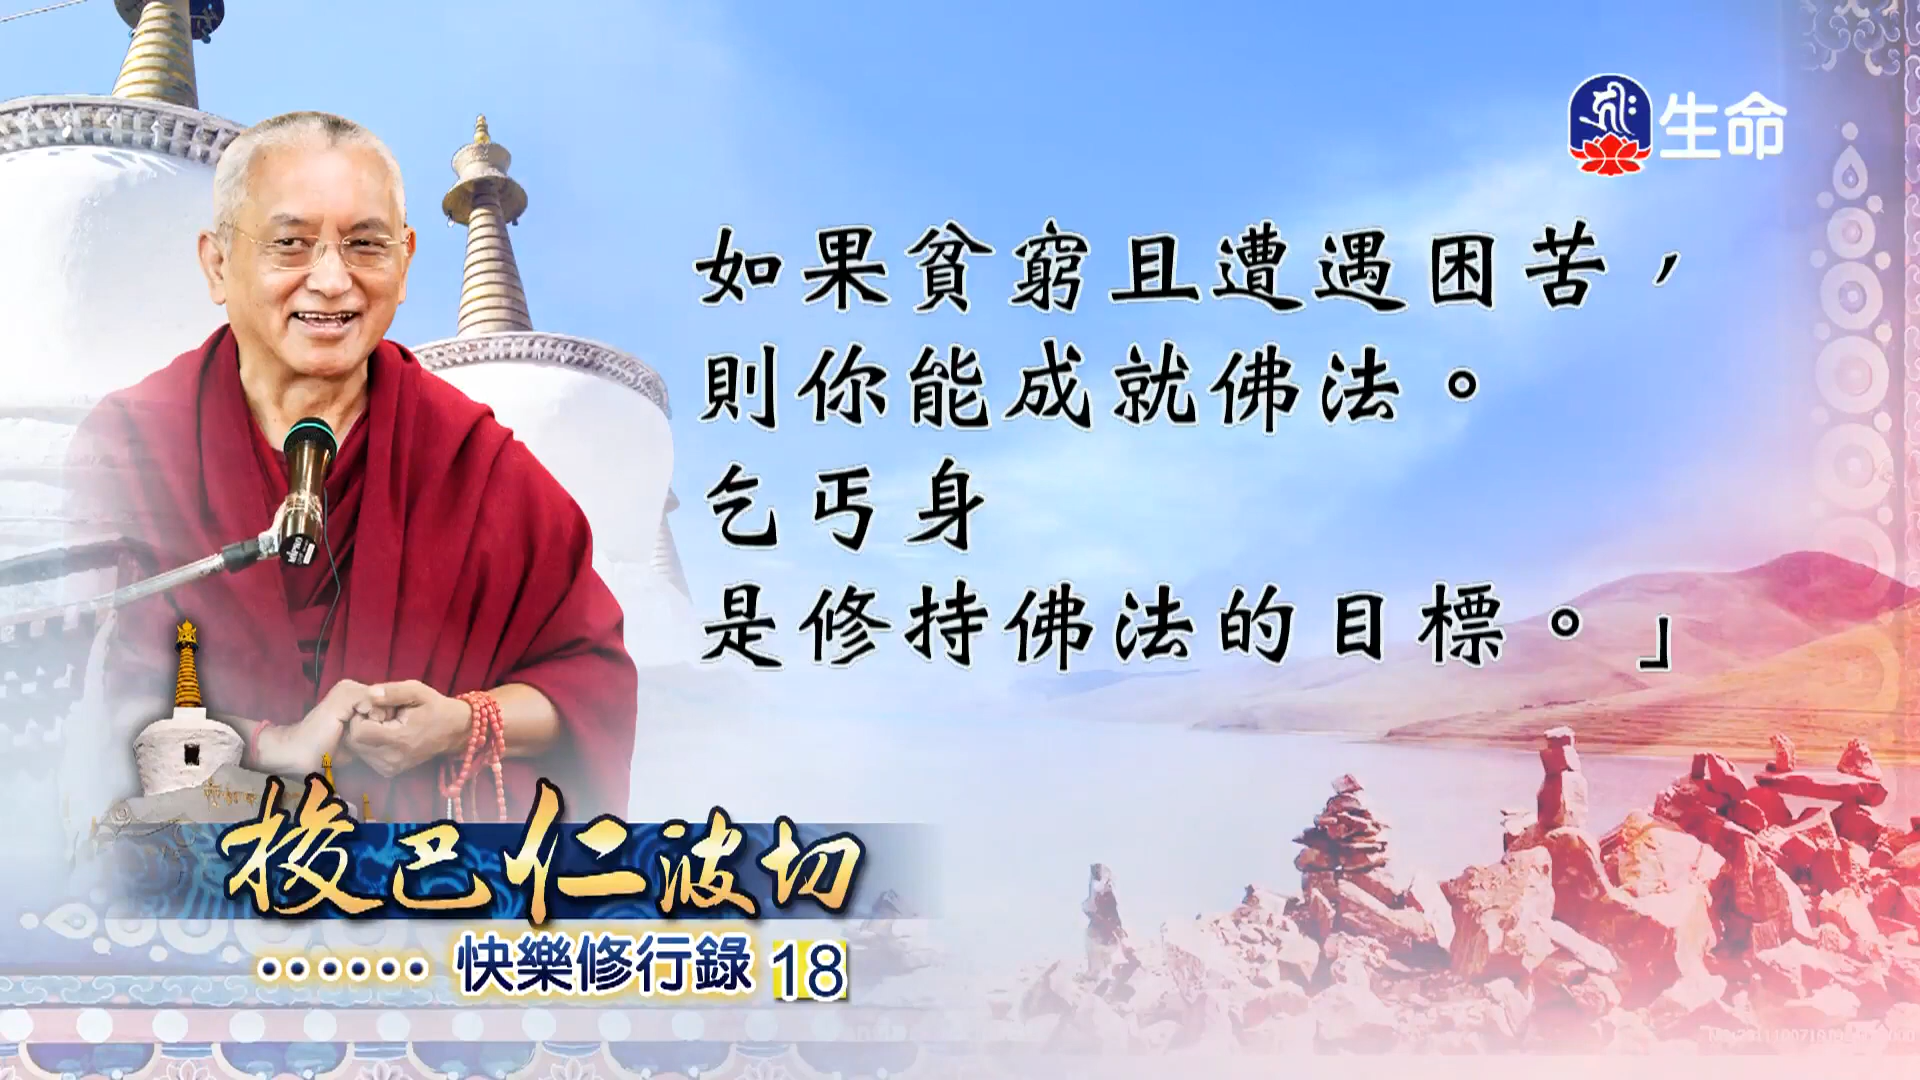 生命
如果貧窮且遭遇困苦，
則你能成就佛法。
乞丐身
是修持佛法的目標。」
梭巴仁波切
······快樂修行錄 18